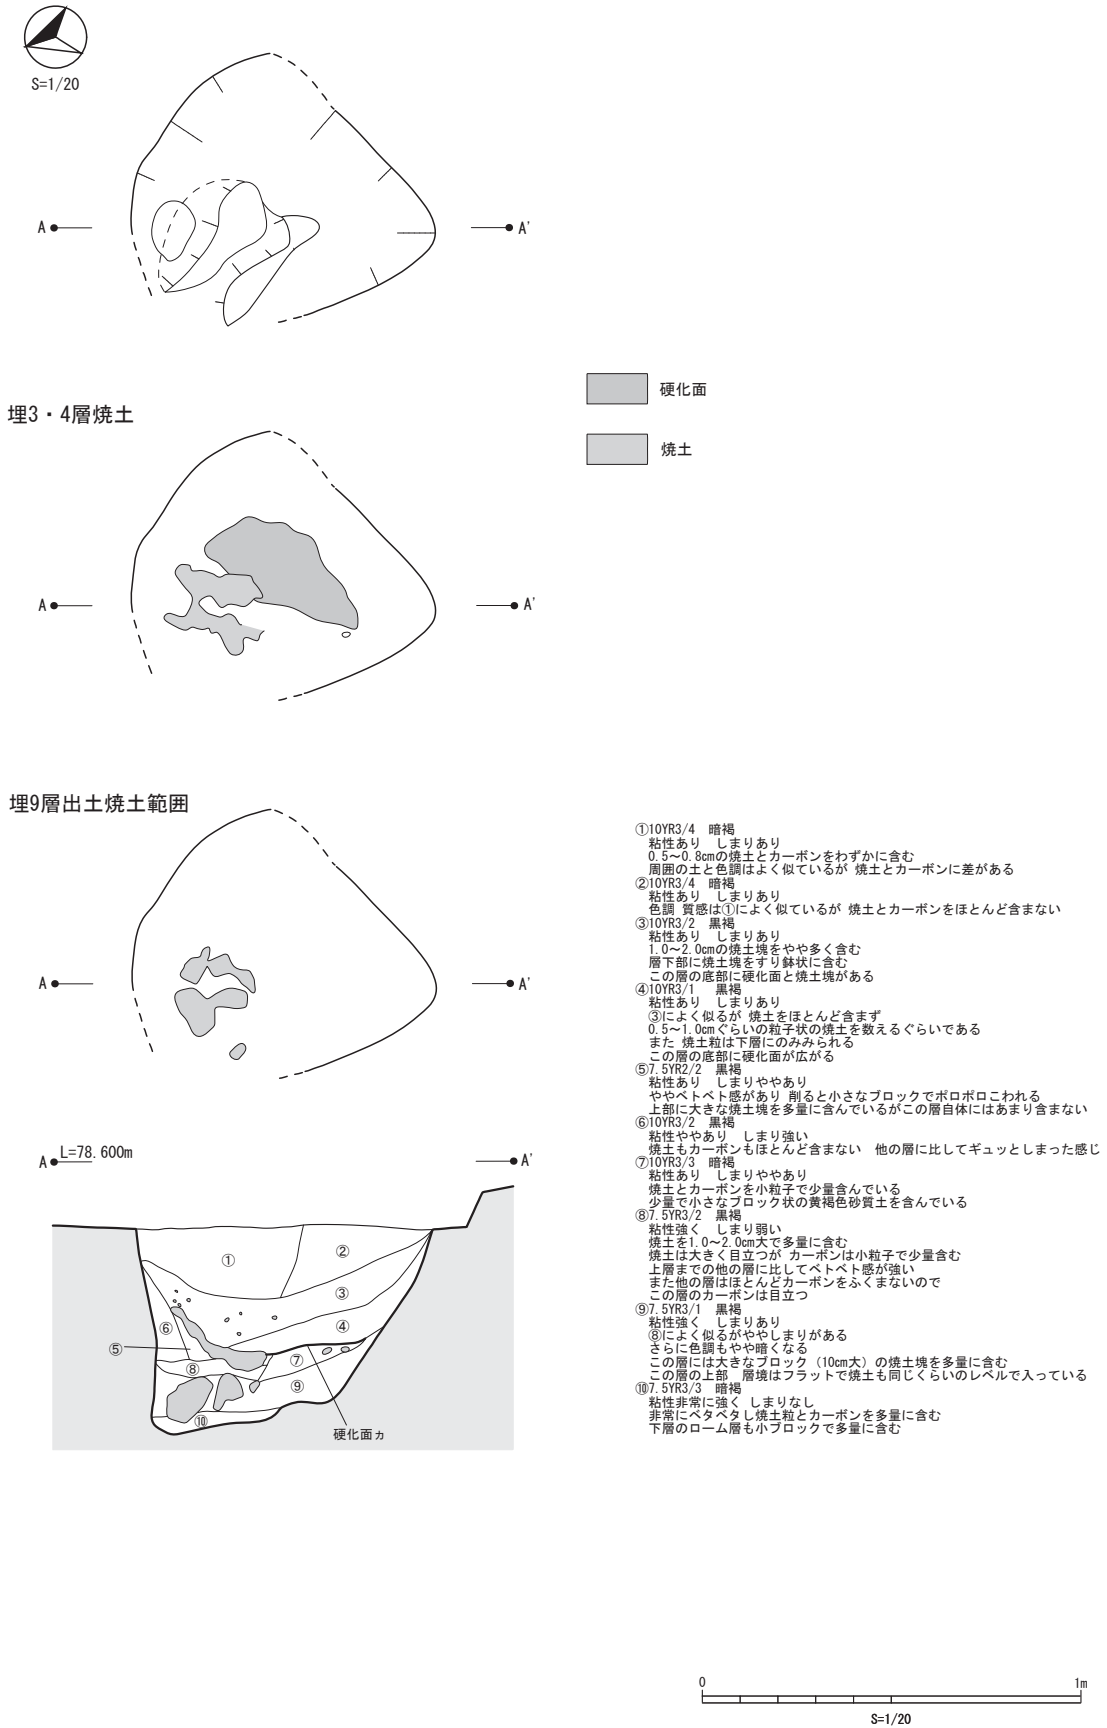 S=1/20
A
A'
硬化面
焼土
埋3・4層焼土
A
A'
埋9層出土焼土範囲
A
A'
①10YR3/4 暗褐
粘性あり しまりあり
0.5~0.8cmの焼土とカーボンをわずかに含む
周囲の土と色調はよく似ているが 焼土とカーボンに差がある
②10YR3/4 暗褐
粘性あり しまりあり
色調 質感は①によく似ているが 焼土とカーボンをほとんど含まない
③10YR3/2 黒褐
粘性あり しまりあり
1.0~2.0cmの焼土塊をやや多く含む
層下部に焼土塊をすり鉢状に含む
この層の底部に硬化面と焼土塊がある
④10YR3/1 黒褐
粘性あり しまりあり
③によく似るが 焼土をほとんど含まず
0.5~1.0cmぐらいの粒子状の焼土を数えるぐらいである
また 焼土粒は下層にのみみられる
この層の底部に硬化面が広がる
⑤7.5YR2/2 黒褐
粘性あり しまりややあり
ややベトベト感があり 削ると小さなブロックでボロボロこわれる
上部に大きな焼土塊を多量に含んでいるがこの層自体にはあまり含まない
⑥10YR3/2 黒褐
粘性ややあり しまり強い
焼土もカーボンもほとんど含まない 他の層に比してギュッとしまった感じ
⑦10YR3/3 暗褐
粘性あり しまりややあり
焼土とカーボンを小粒子で少量含んでいる
少量で小さなブロック状の黄褐色砂質土を含んでいる
⑧7.5YR3/2 黒褐
粘性強く しまり弱い
焼土を1.0~2.0cm大で多量に含む
焼土は大きく目立つが カーボンは小粒子で少量含む
上層までの他の層に比してベトベト感が強い
また他の層はほとんどカーボンをふくまないので
この層のカーボンは目立つ
⑨7.5YR3/1 黒褐
粘性強く しまりあり
⑧によく似るがややしまりがある
さらに色調もやや暗くなる
この層には大きなブロック（10cm大）の焼土塊を多量に含む
この層の上部 層境はフラットで焼土も同じくらいのレベルで入っている
⑩7.5YR3/3 暗褐
粘性非常に強く しまりなし
非常にベタベタし焼土粒とカーボンを多量に含む
下層のローム層も小ブロックで多量に含む
A
L=78.600m
A'
①
②
③
④
⑤
⑥
⑦
⑧
⑨
⑩
硬化面ヵ
0
1m
S=1/20